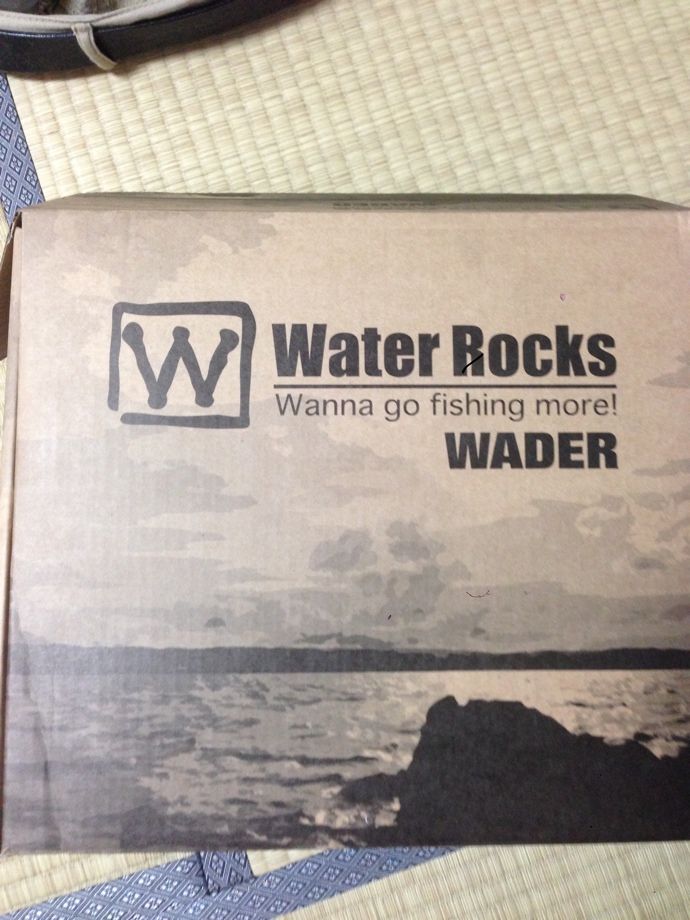 W
Water Rocks
Wanna go fishing more!
WADER